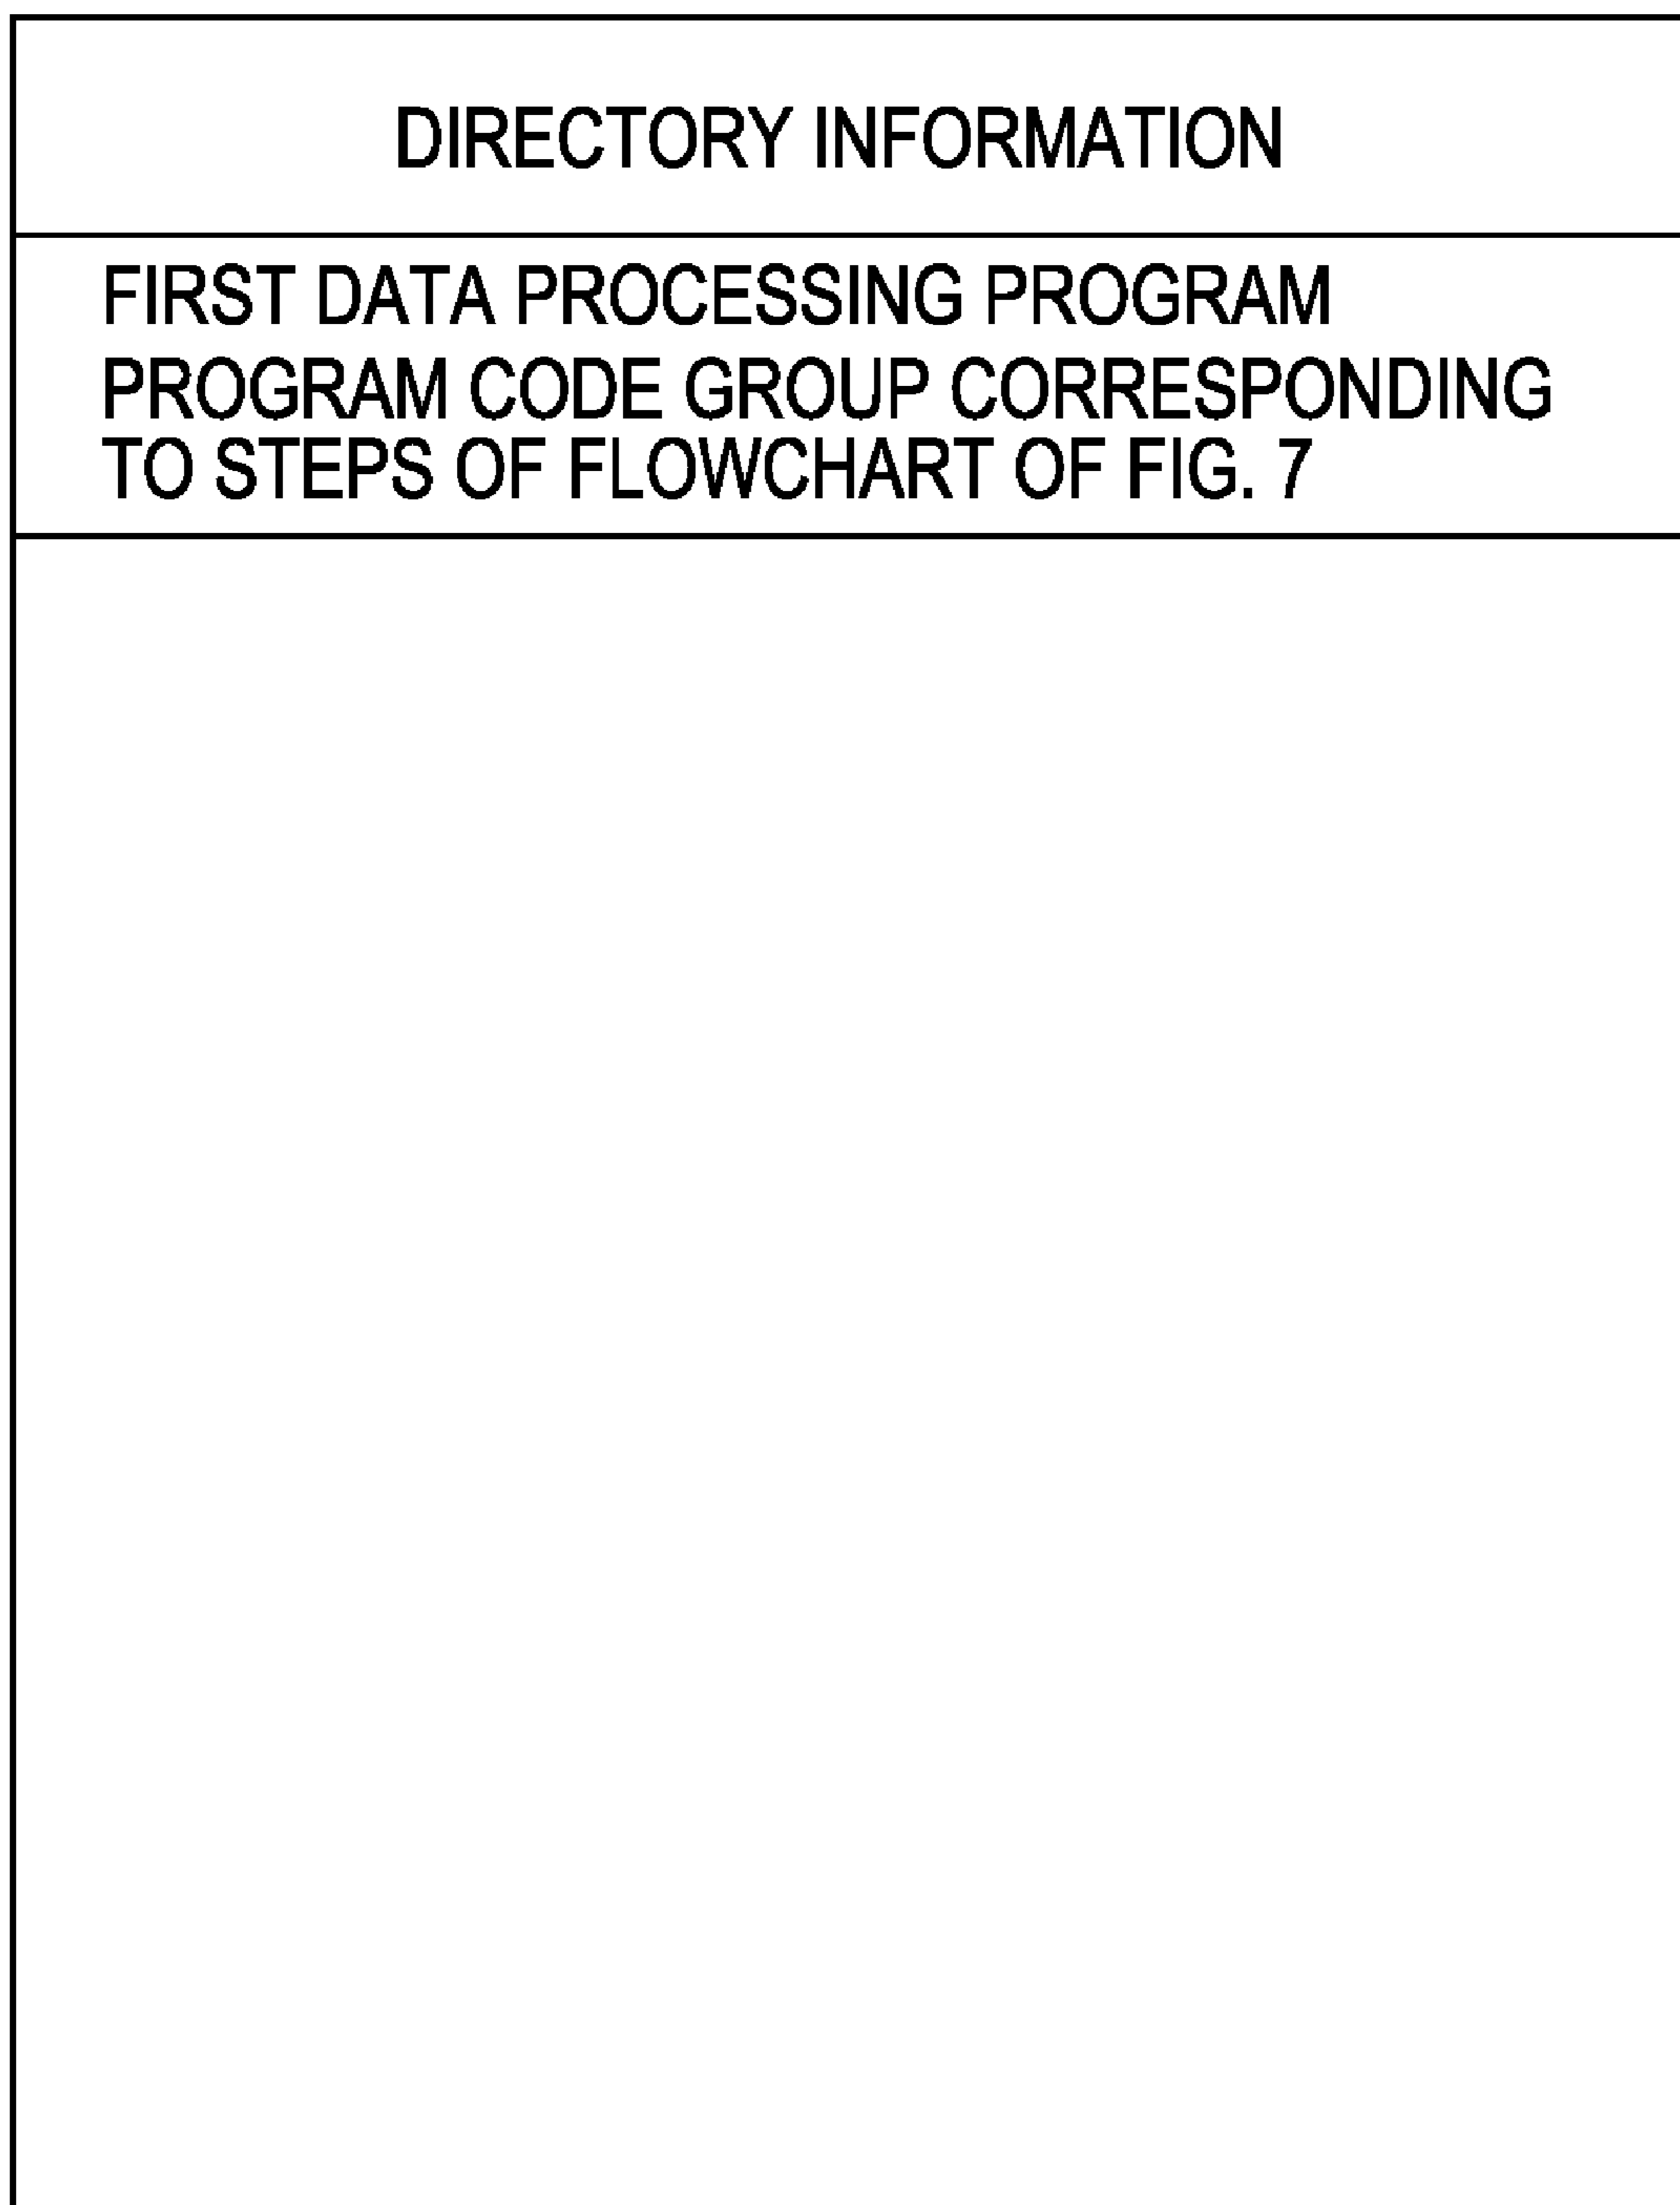 DIRECTORY INFORMATION
FIRST DATA PROCESSING PROGRAM
PROGRAM CODE GROUP CORRESPONDING
TO STEPS OF FLOWCHART OF FIG. 7